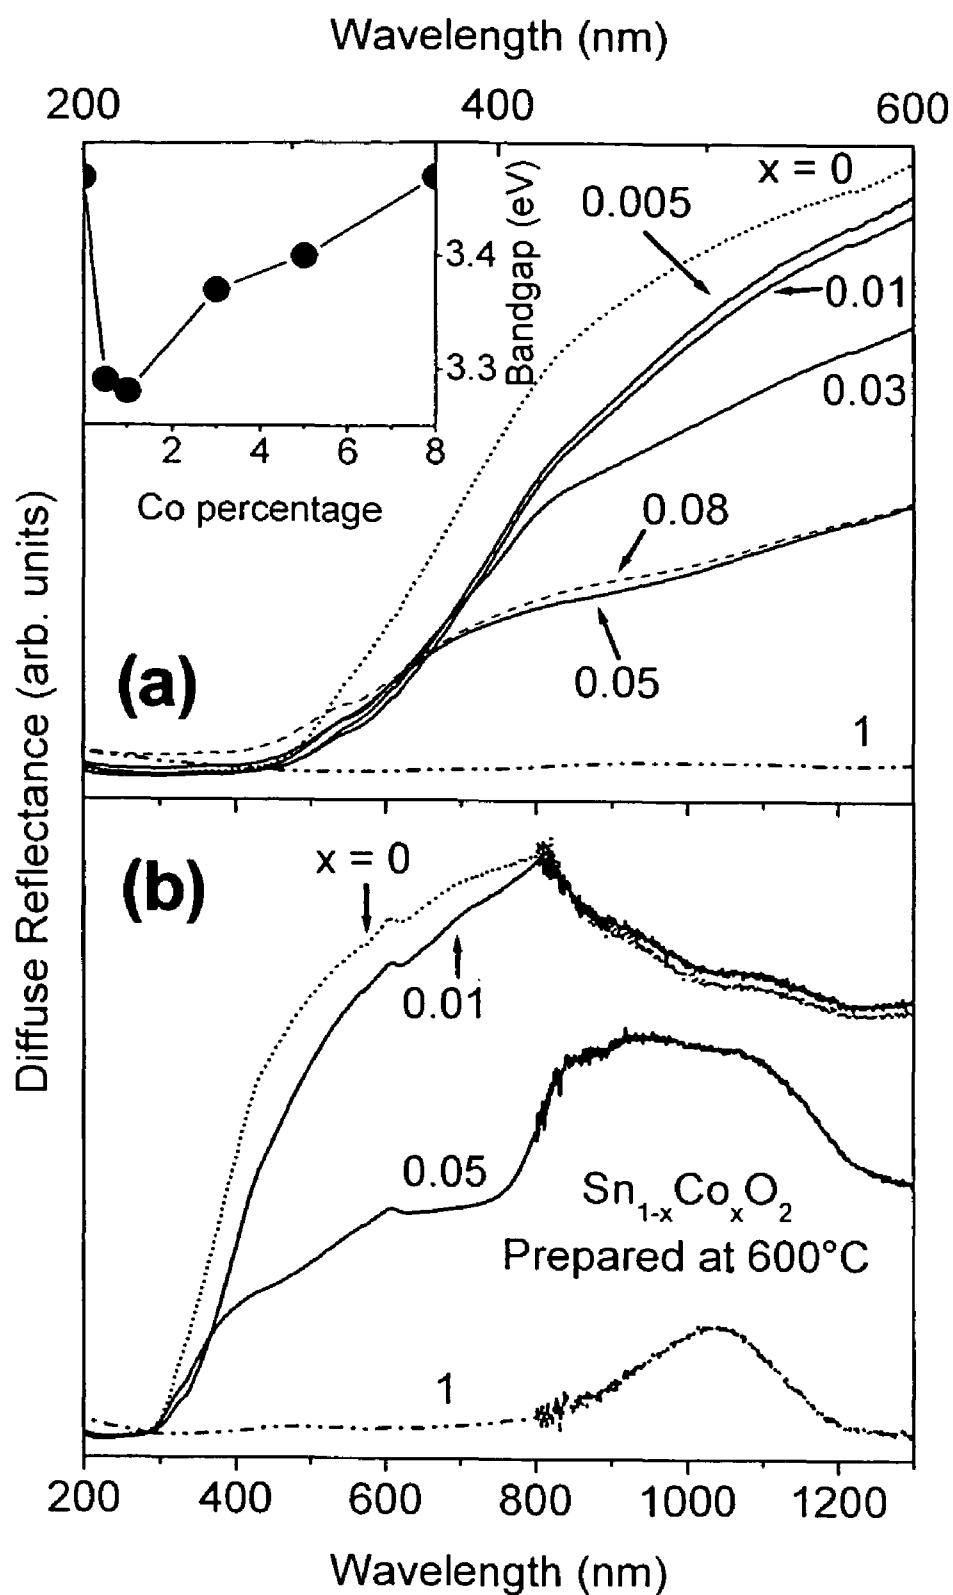 Wavelength (nm)
200 400 600
x = 0
0.005
0.01
0.03
0.08
0.05
1
Bandgap (eV)
3.4
3.3
2 4 6 8
Co percentage
(a)
Diffuse Reflectance (arb. units)
(b)
x = 0
0.01
0.05
1
Sn1-xCoxO2
Prepared at 600°C
200 400 600 800 1000 1200
Wavelength (nm)